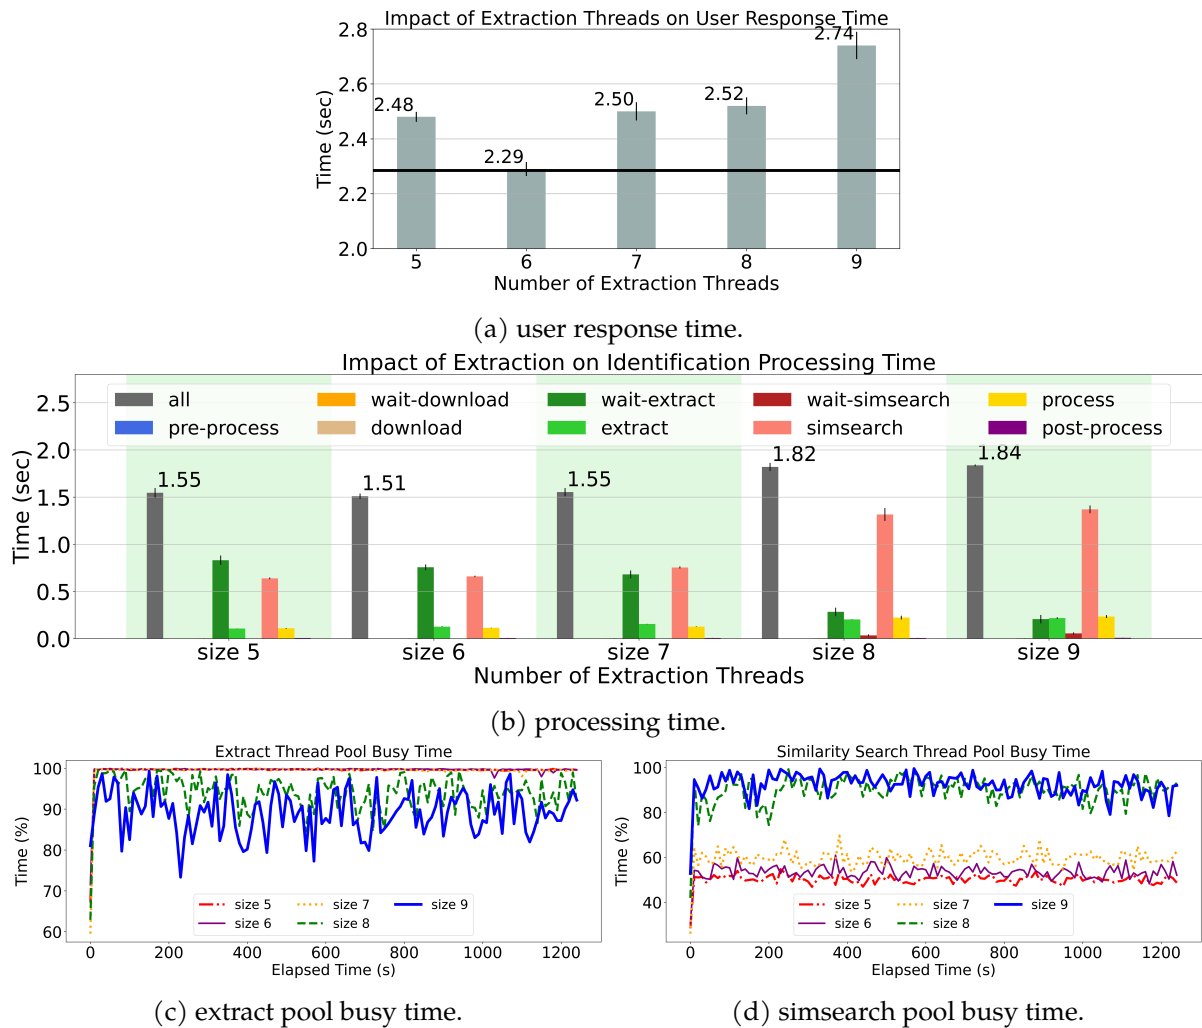 Impact of Extraction Threads on User Response Time
2.8
2.6
2.4
2.2
2.0
Time (sec)
2.48
2.29
2.50
2.52
2.74
5 6 7 8 9
Number of Extraction Threads
(a) user response time.
Impact of Extraction on Identification Processing Time
2.5
2.0
1.5
1.0
0.5
0.0
Time (sec)
all wait-download wait-extract wait-simsearch process
pre-process download extract simsearch post-process
1.55
1.51
1.55
1.82
1.84
size 5 size 6 size 7 size 8 size 9
Number of Extraction Threads
(b) processing time.
Extract Thread Pool Busy Time
100
90
80
70
60
Time (%)
size 5 size 7 size 9
size 6 size 8
0 200 400 600 800 1000 1200
Elapsed Time (s)
(c) extract pool busy time.
Similarity Search Thread Pool Busy Time
100
80
60
40
Time (%)
size 5 size 7 size 9
size 6 size 8
0 200 400 600 800 1000 1200
Elapsed Time (s)
(d) simsearch pool busy time.